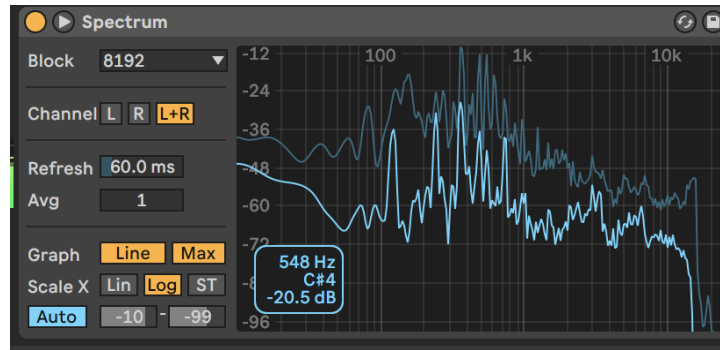 Spectrum
Block 8192
Channel L R L+R
Refresh 60.0 ms
Avg 1
Graph Line Max
Scale X Lin Log ST
Auto -10 - -99
100 1k 10k
-12
-24
-36
-48
-60
-72
-96
548 Hz
C#4
-20.5 dB